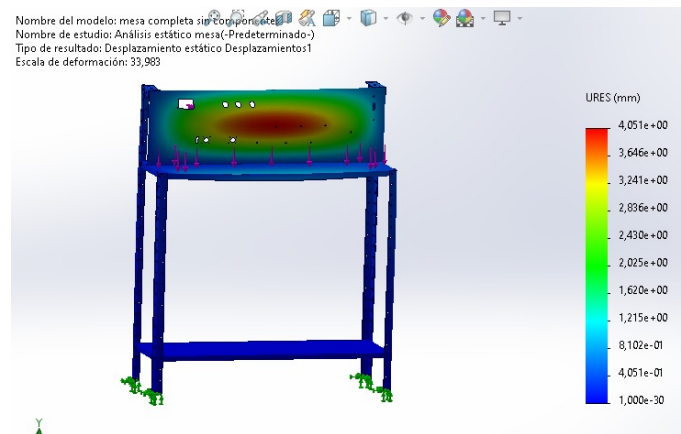 Nombre del modelo: mesa completa sin componentes
Nombre de estudio: Análisis estático mesa(-Predeterminado-)
Tipo de resultado: Desplazamiento estático Desplazamientos1
Escala de deformación: 33,983
URES (mm)
4,051e+00
3,646e+00
3,241e+00
2,836e+00
2,430e+00
2,025e+00
1,620e+00
1,215e+00
8,102e-01
4,051e-01
1,000e-30
Y